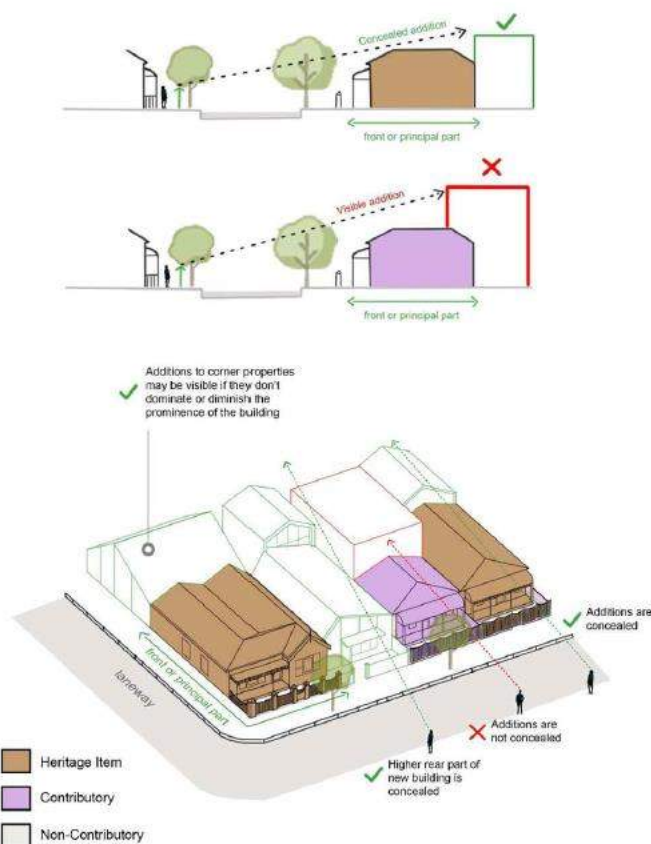 Concealed addition
front or principal part
Visible addition
front or principal part
Additions to corner properties
may be visible if they don't
dominate or diminish the
prominence of the building
front or principal part
laneway
Additions are
concealed
Additions are
not concealed
Higher rear part of
new building is
concealed
Heritage Item
Contributory
Non-Contributory